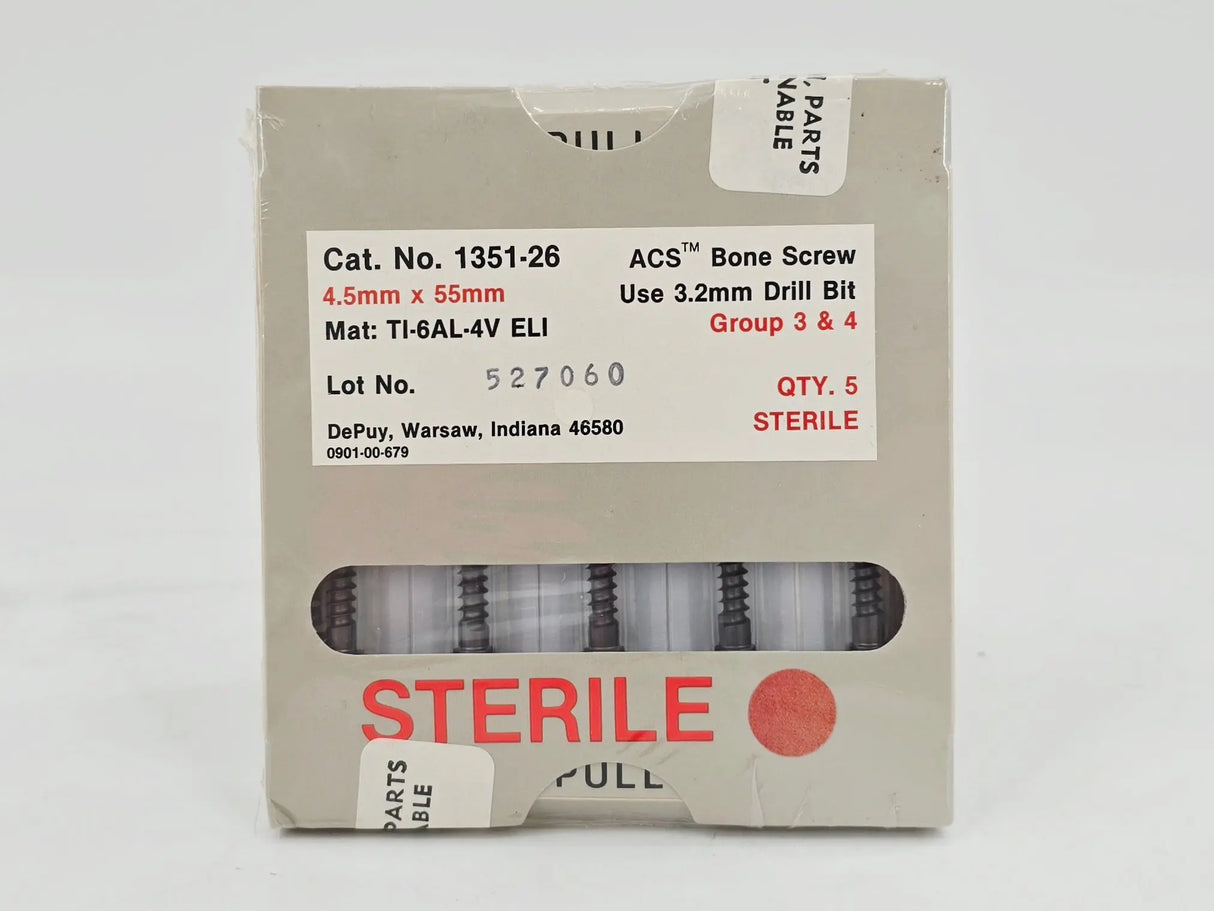 PULL
, PARTS
NABLE
Cat. No. 1351-26
ACS™ Bone Screw
4.5mm x 55mm
Use 3.2mm Drill Bit
Mat: TI-6AL-4V ELI
Group 3 & 4
Lot No. 527060
QTY. 5
DePuy, Warsaw, Indiana 46580
STERILE
0901-00-679
STERILE
PARTS
ABLE
PULL